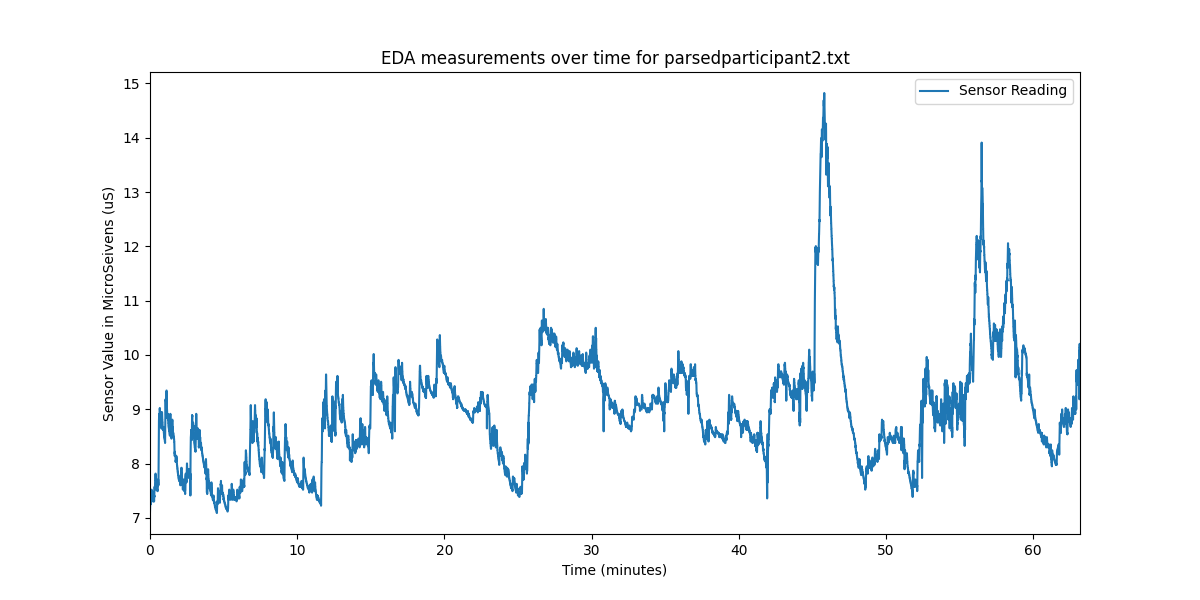 EDA measurements over time for parsedparticipant2.txt
Sensor Reading
15
14
13
12
11
10
9
8
7
Sensor Value in MicroSeivens (uS)
0 10 20 30 40 50 60
Time (minutes)